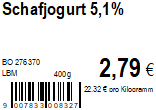 Schafjogurt 5,1%
BO 276370
LBM 400g
2,79 €
22.32 € pro Kilogramm
9 007833 008327